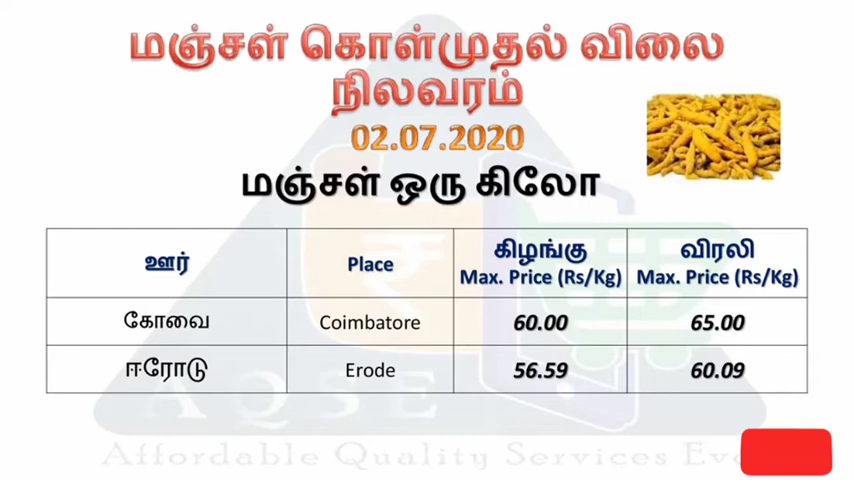 மஞ்சள் கொள்முதல் விலை
நிலவரம்
02.07.2020
மஞ்சள் ஒரு கிலோ
ஊர் Place கிழங்கு Max. Price (Rs/Kg) விரலி Max. Price (Rs/Kg)
கோவை Coimbatore 60.00 65.00
ஈரோடு Erode 56.59 60.09
AQSE
Affordable Quality Services